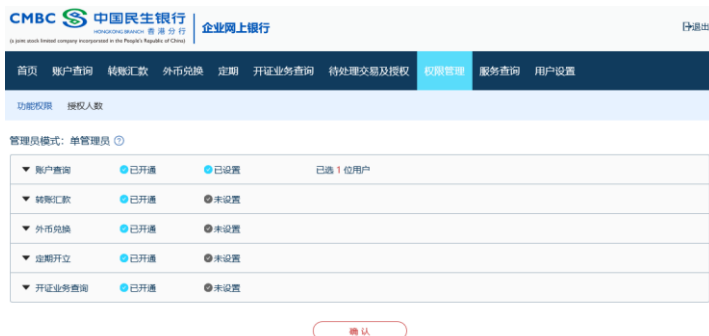 CMBC 中国民生银行
HONGKONG BRANCH 香港分行
(a joint stock limited company incorporated in the People's Republic of China)
企业网上银行
退出
首页 账户查询 转账汇款 外币兑换 定期 开证业务查询 待处理交易及授权 权限管理 服务查询 用户设置
功能权限 授权人数
管理员模式：单管理员
账户查询 已开通 已设置 已选 1 位用户
转账汇款 已开通 未设置
外币兑换 已开通 未设置
定期开立 已开通 未设置
开证业务查询 已开通 未设置
确认